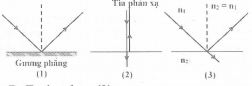 Tia phản xạ
n₁
n₂ = n₁
n₂
Gương phẳng
(1)
(2)
(3)